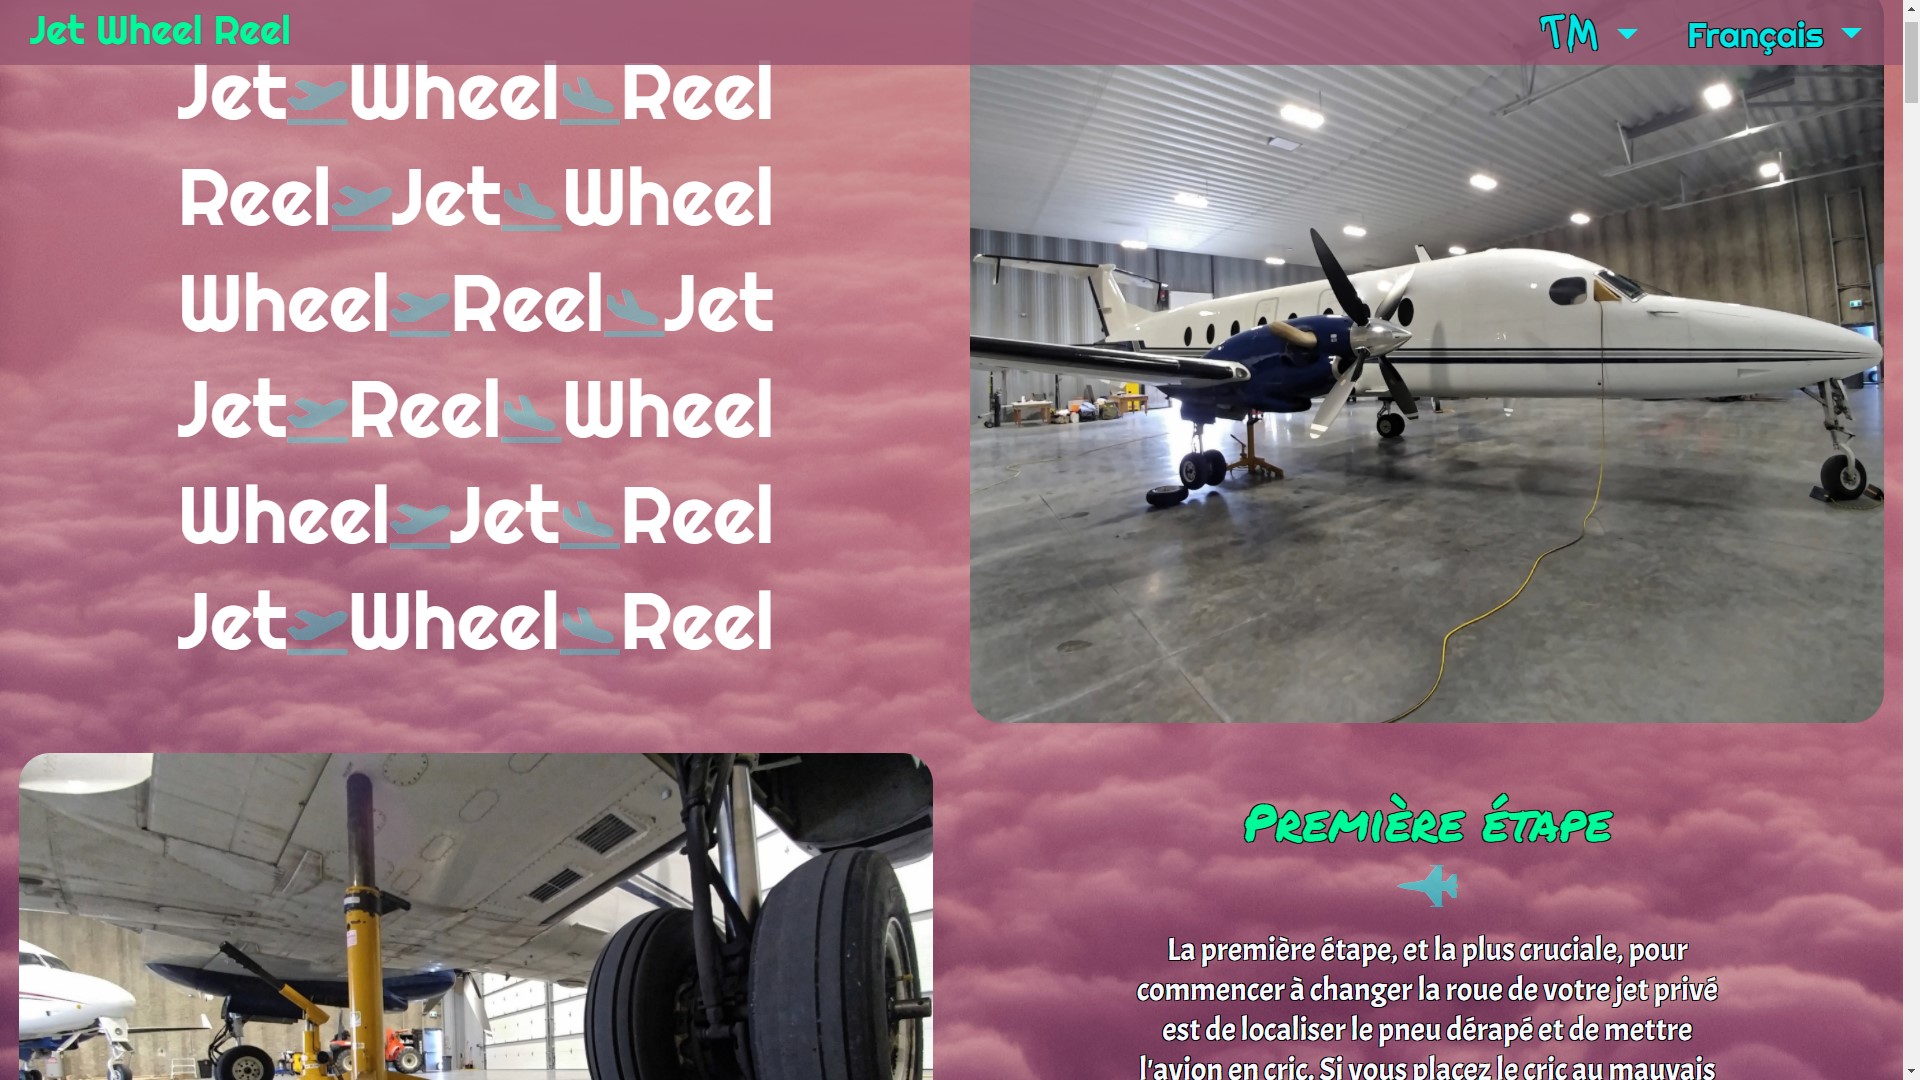 Jet Wheel Reel
TM
Français
Jet Wheel Reel
Reel Jet Wheel
Wheel Reel Jet
Jet Reel Wheel
Wheel Jet Reel
Jet Wheel Reel
Première étape
La première étape, et la plus cruciale, pour
commencer à changer la roue de votre jet privé
est de localiser le pneu dérapé et de mettre
l'avion en cric. Si vous placez le cric au mauvais